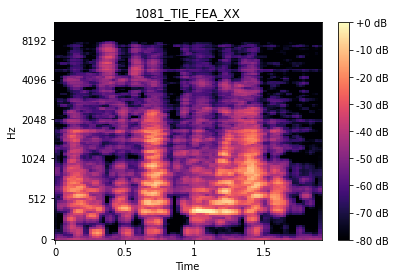 1081_TIE_FEA_XX
Hz
8192
4096
2048
1024
512
0
0
0.5
1
1.5
Time
+0 dB
-10 dB
-20 dB
-30 dB
-40 dB
-50 dB
-60 dB
-70 dB
-80 dB